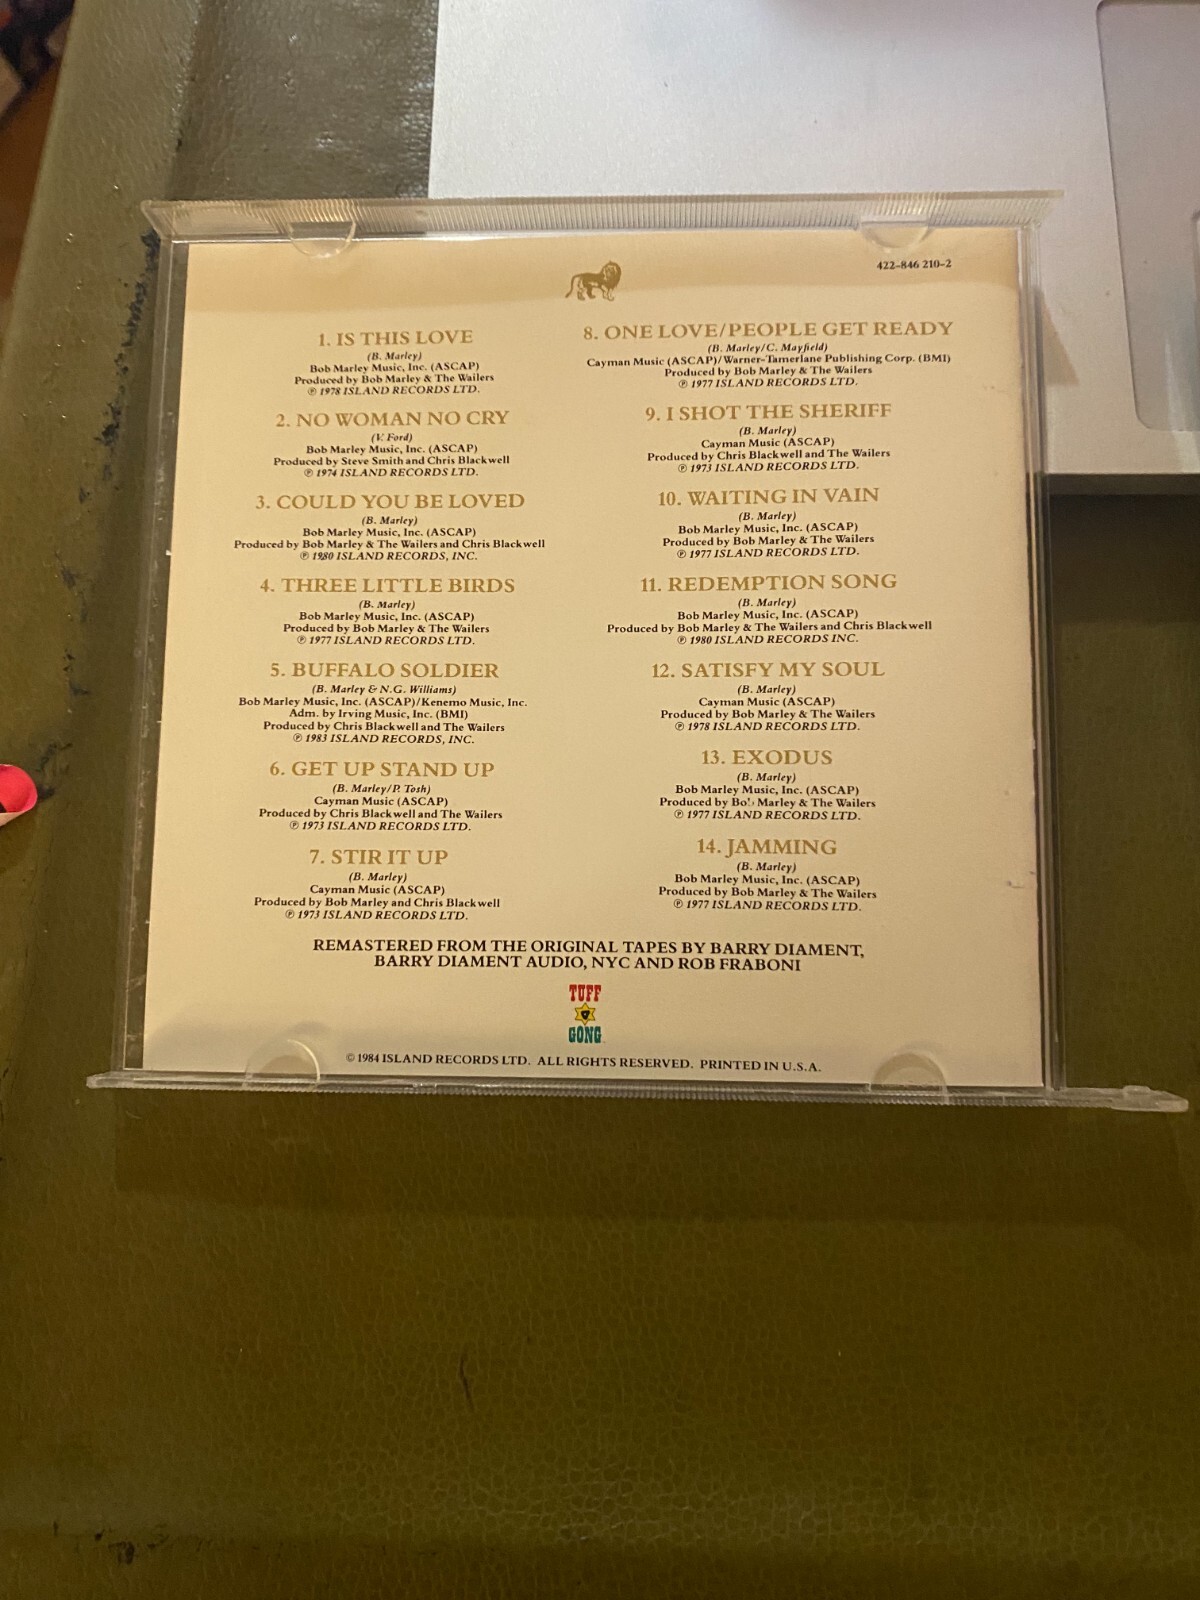 422-846 210-2
1. IS THIS LOVE
(B. Marley)
Bob Marley Music, Inc. (ASCAP)
Produced by Bob Marley & The Wailers
℗ 1978 ISLAND RECORDS LTD.
2. NO WOMAN NO CRY
(V. Ford)
Bob Marley Music, Inc. (ASCAP)
Produced by Steve Smith and Chris Blackwell
℗ 1974 ISLAND RECORDS LTD.
3. COULD YOU BE LOVED
(B. Marley)
Bob Marley Music, Inc. (ASCAP)
Produced by Bob Marley & The Wailers and Chris Blackwell
℗ 1980 ISLAND RECORDS, INC.
4. THREE LITTLE BIRDS
(B. Marley)
Bob Marley Music, Inc. (ASCAP)
Produced by Bob Marley & The Wailers
℗ 1977 ISLAND RECORDS LTD.
5. BUFFALO SOLDIER
(B. Marley & N.G. Williams)
Bob Marley Music, Inc. (ASCAP)/Kenemo Music, Inc.
Adm. by Irving Music, Inc. (BMI)
Produced by Chris Blackwell and The Wailers
℗ 1983 ISLAND RECORDS, INC.
6. GET UP STAND UP
(B. Marley/P. Tosh)
Cayman Music (ASCAP)
Produced by Chris Blackwell and The Wailers
℗ 1973 ISLAND RECORDS LTD.
7. STIR IT UP
(B. Marley)
Cayman Music (ASCAP)
Produced by Bob Marley and Chris Blackwell
℗ 1973 ISLAND RECORDS LTD.
8. ONE LOVE/PEOPLE GET READY
(B. Marley/C. Mayfield)
Cayman Music (ASCAP)/Warner-Tamerlane Publishing Corp. (BMI)
Produced by Bob Marley & The Wailers
℗ 1977 ISLAND RECORDS LTD.
9. I SHOT THE SHERIFF
(B. Marley)
Cayman Music (ASCAP)
Produced by Chris Blackwell and The Wailers
℗ 1973 ISLAND RECORDS LTD.
10. WAITING IN VAIN
(B. Marley)
Bob Marley Music, Inc. (ASCAP)
Produced by Bob Marley & The Wailers
℗ 1977 ISLAND RECORDS LTD.
11. REDEMPTION SONG
(B. Marley)
Bob Marley Music, Inc. (ASCAP)
Produced by Bob Marley & The Wailers and Chris Blackwell
℗ 1980 ISLAND RECORDS INC.
12. SATISFY MY SOUL
(B. Marley)
Cayman Music (ASCAP)
Produced by Bob Marley & The Wailers
℗ 1978 ISLAND RECORDS LTD.
13. EXODUS
(B. Marley)
Bob Marley Music, Inc. (ASCAP)
Produced by Bob Marley & The Wailers
℗ 1977 ISLAND RECORDS LTD.
14. JAMMING
(B. Marley)
Bob Marley Music, Inc. (ASCAP)
Produced by Bob Marley & The Wailers
℗ 1977 ISLAND RECORDS LTD.
REMASTERED FROM THE ORIGINAL TAPES BY BARRY DIAMENT,
BARRY DIAMENT AUDIO, NYC AND ROB FRABONI
TUFF
GONG
© 1984 ISLAND RECORDS LTD. ALL RIGHTS RESERVED. PRINTED IN U.S.A.